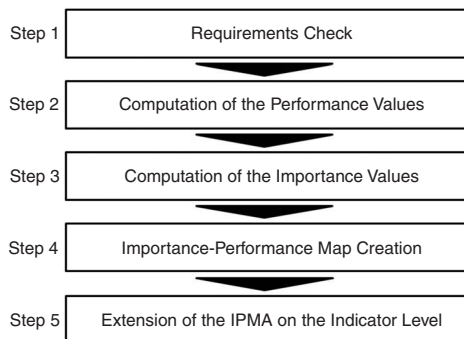 Step 1 Requirements Check
Step 2 Computation of the Performance Values
Step 3 Computation of the Importance Values
Step 4 Importance-Performance Map Creation
Step 5 Extension of the IPMA on the Indicator Level